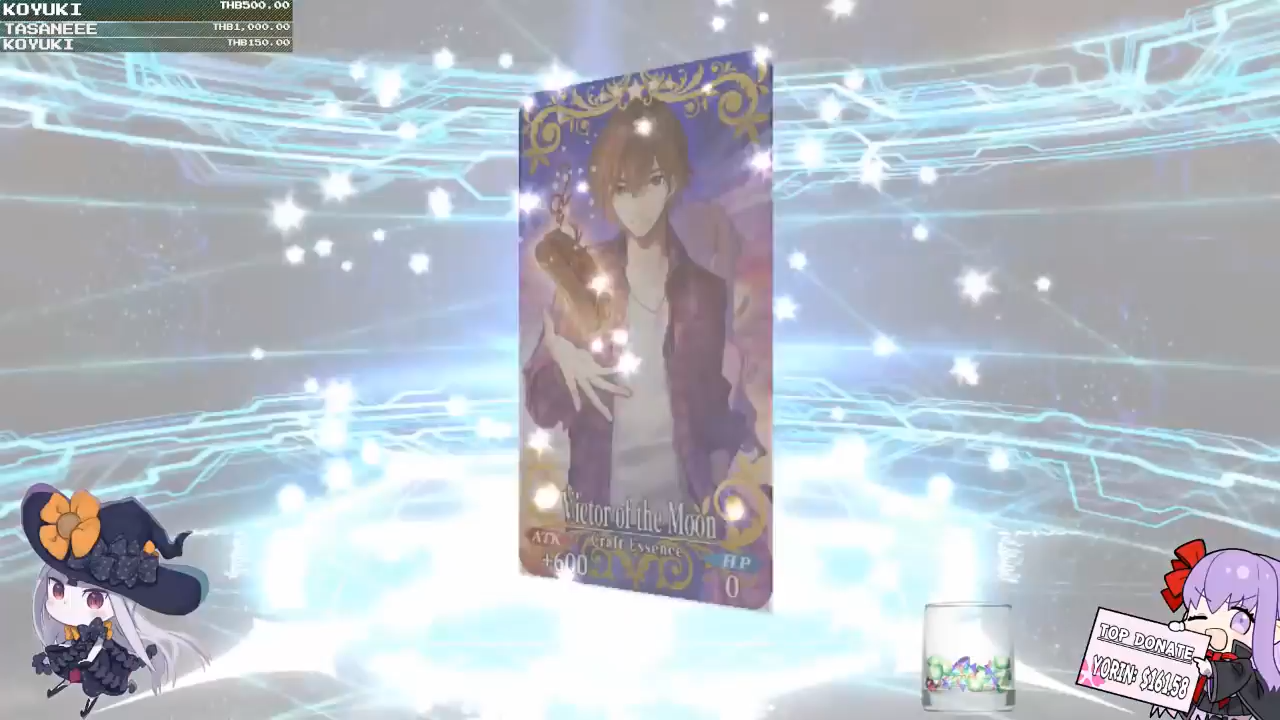 KOYUKI THB500.00
TASANEEE THB1,000.00
KOYUKI THB150.00
Victor of the Moon
Craft Essence
ATK
+600
HP
0
TOP DONATE
YORIN: $161.58